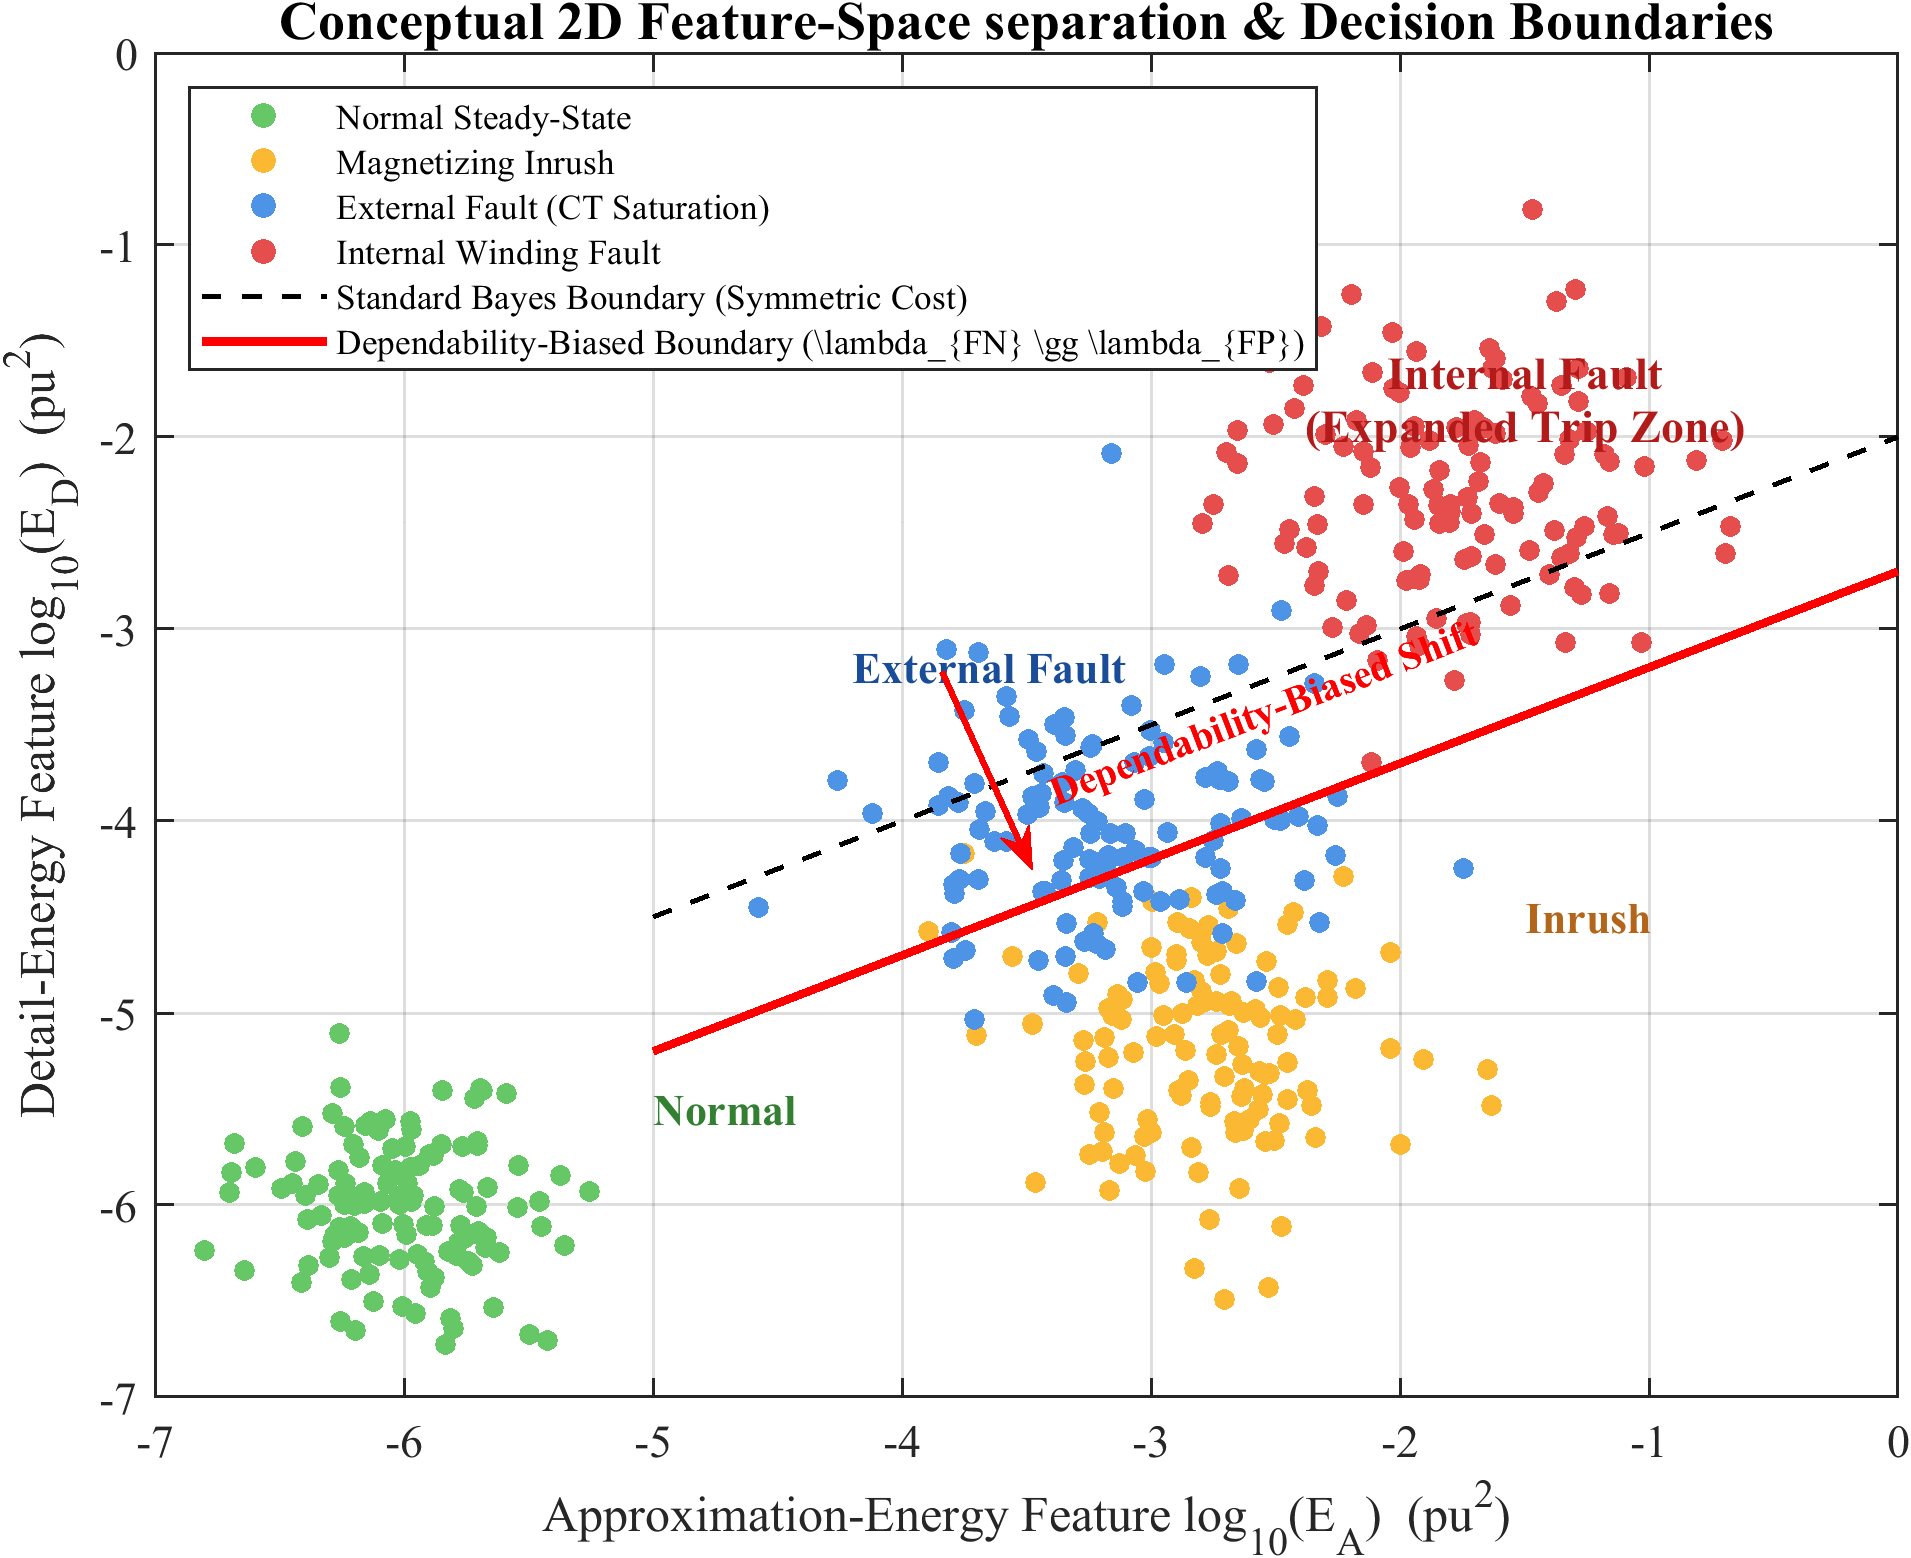 Conceptual 2D Feature-Space separation & Decision Boundaries
0
-1
-2
-3
-4
-5
-6
-7
Detail-Energy Feature log10(ED) (pu2)
Normal Steady-State
Magnetizing Inrush
External Fault (CT Saturation)
Internal Winding Fault
Standard Bayes Boundary (Symmetric Cost)
Dependability-Biased Boundary (\lambda_{FN} \gg \lambda_{FP})
Internal Fault
(Expanded Trip Zone)
External Fault
Dependability-Biased Shift
Inrush
Normal
-7 -6 -5 -4 -3 -2 -1 0
Approximation-Energy Feature log10(EA) (pu2)